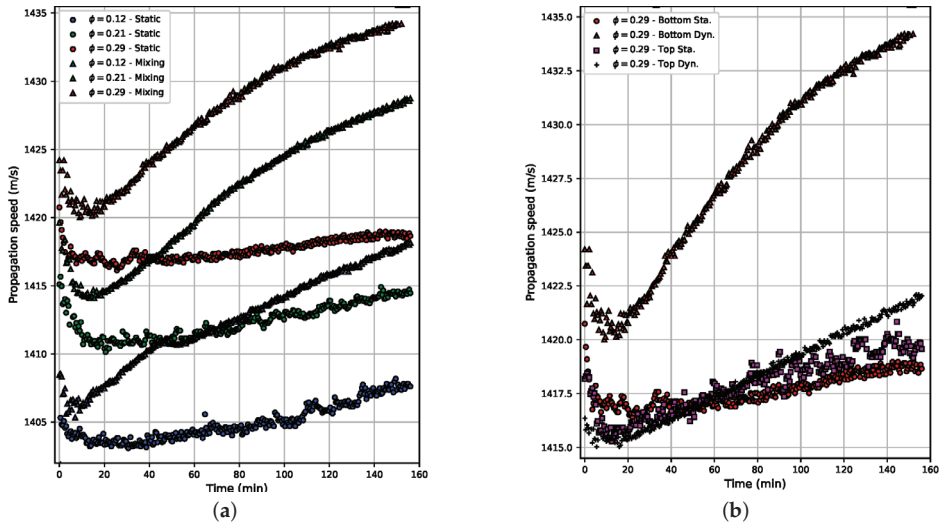 1435
1430
1425
1420
1415
1410
1405
Propagation speed (m/s)
0 20 40 60 80 100 120 140 160
Time (min)
ϕ = 0.12 - Static
ϕ = 0.21 - Static
ϕ = 0.29 - Static
ϕ = 0.12 - Mixing
ϕ = 0.21 - Mixing
ϕ = 0.29 - Mixing
(a)
1435.0
1432.5
1430.0
1427.5
1425.0
1422.5
1420.0
1417.5
1415.0
Propagation speed (m/s)
0 20 40 60 80 100 120 140 160
Time (min)
ϕ = 0.29 - Bottom Sta.
ϕ = 0.29 - Bottom Dyn.
ϕ = 0.29 - Top Sta.
ϕ = 0.29 - Top Dyn.
(b)